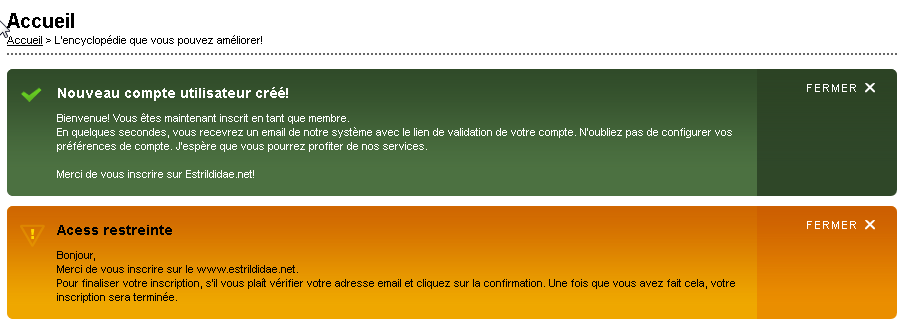 Accueil
Accueil > L'encyclopédie que vous pouvez améliorer!
Nouveau compte utilisateur créé!
FERMER
Bienvenue! Vous êtes maintenant inscrit en tant que membre.
En quelques secondes, vous recevrez un email de notre système avec le lien de validation de votre compte. N'oubliez pas de configurer vos
préférences de compte. J'espère que vous pourrez profiter de nos services.
Merci de vous inscrire sur Estrildidae.net!
Acess restreinte
FERMER
Bonjour,
Merci de vous inscrire sur le www.estrildidae.net.
Pour finaliser votre inscription, s'il vous plaît vérifier votre adresse email et cliquez sur la confirmation. Une fois que vous avez fait cela, votre
inscription sera terminée.